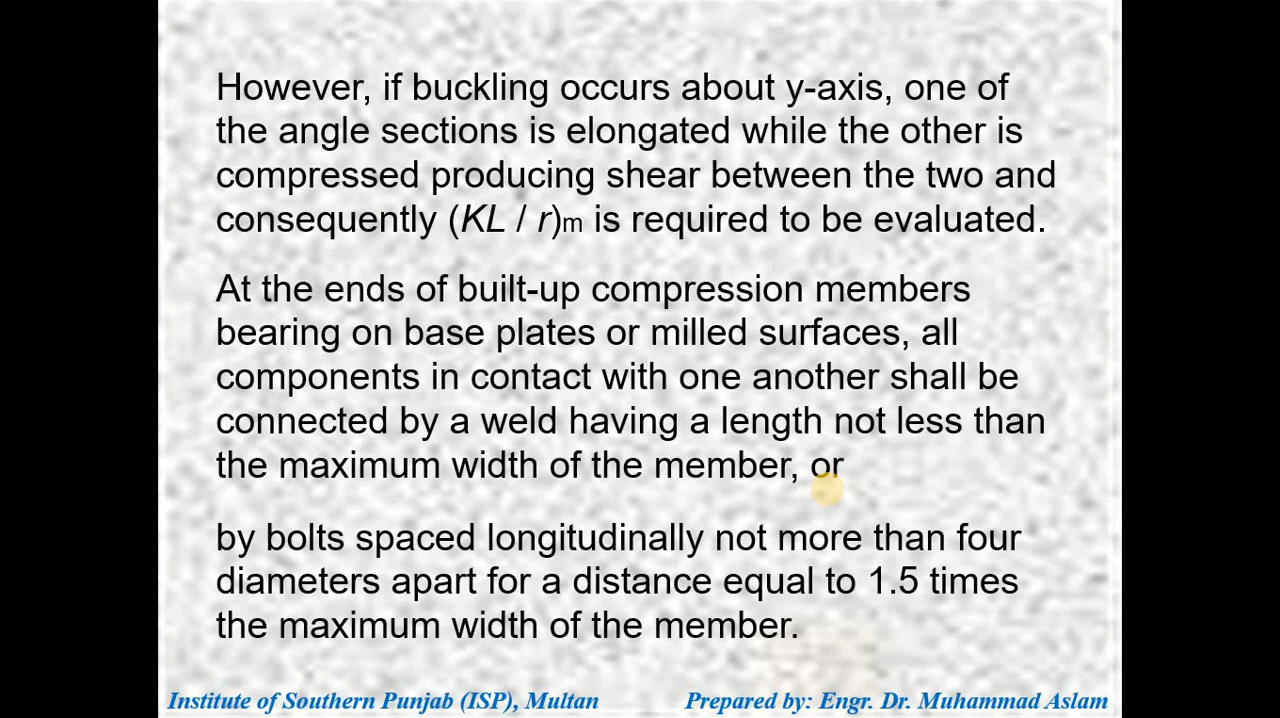 However, if buckling occurs about y-axis, one of
the angle sections is elongated while the other is
compressed producing shear between the two and
consequently (KL / r)m is required to be evaluated.
At the ends of built-up compression members
bearing on base plates or milled surfaces, all
components in contact with one another shall be
connected by a weld having a length not less than
the maximum width of the member, or
by bolts spaced longitudinally not more than four
diameters apart for a distance equal to 1.5 times
the maximum width of the member.
Institute of Southern Punjab (ISP), Multan
Prepared by: Engr. Dr. Muhammad Aslam